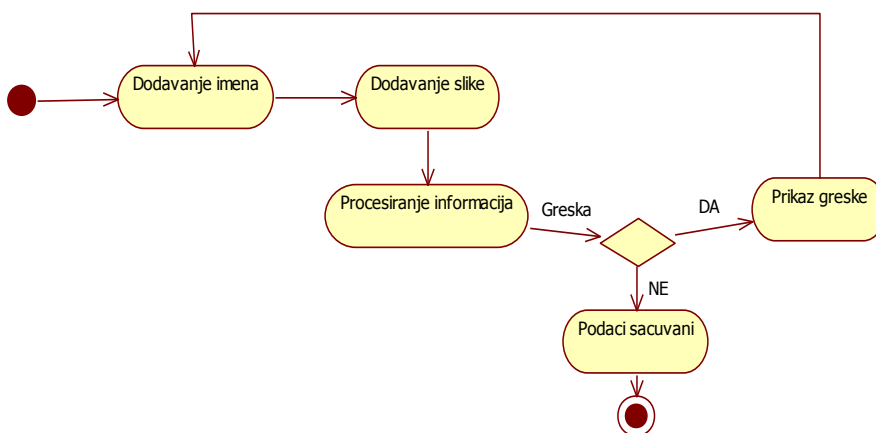 Dodavanje imena
Dodavanje slike
Procesiranje informacija
Greska
DA
Prikaz greske
NE
Podaci sacuvani